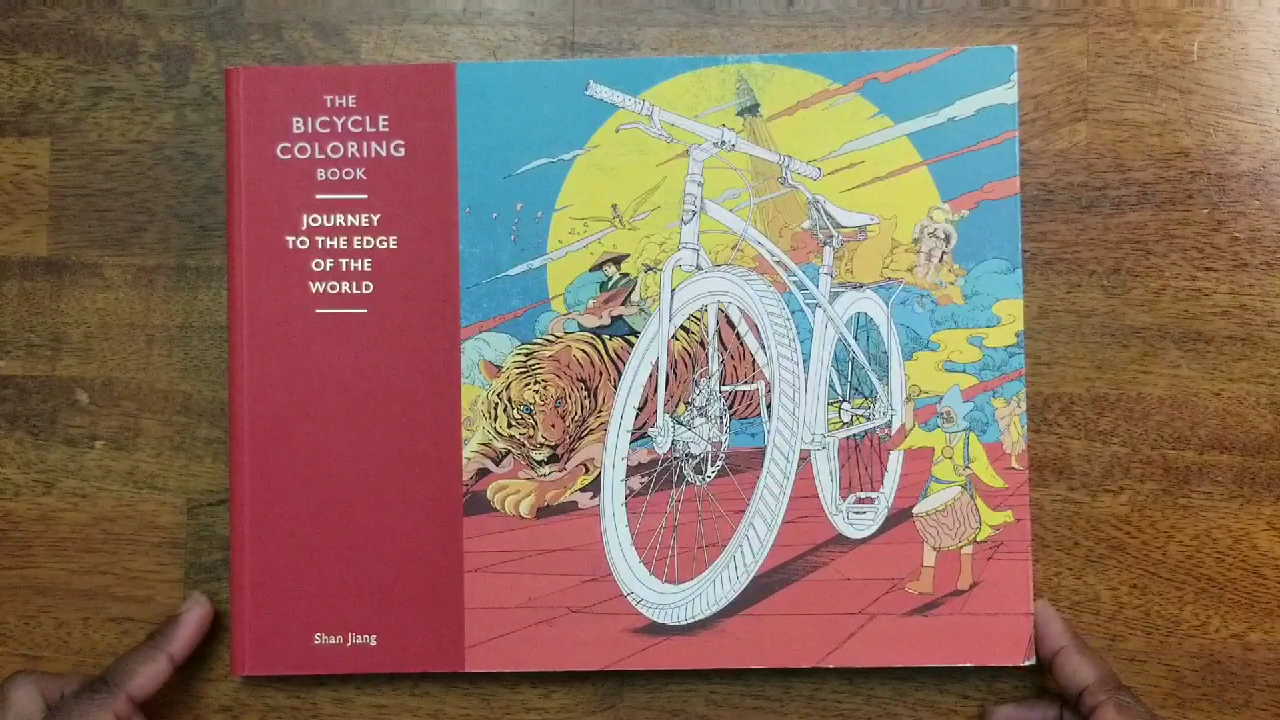 THE
BICYCLE
COLORING
BOOK
JOURNEY
TO THE EDGE
OF THE
WORLD
Shan Jiang